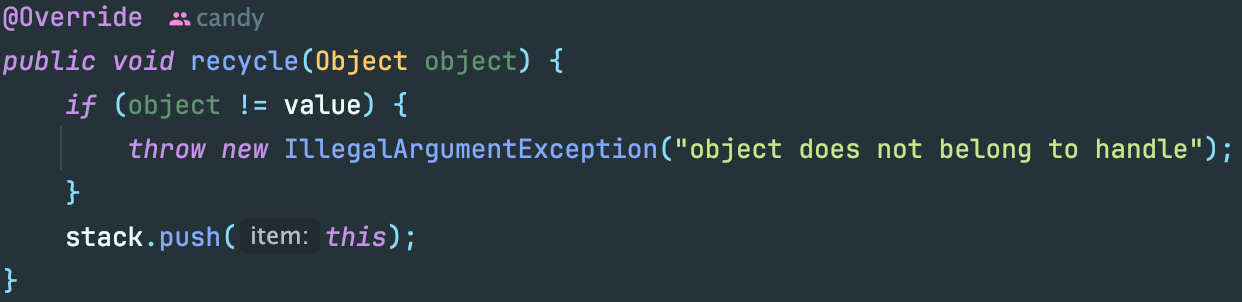 @Override candy
public void recycle(Object object) {
    if (object != value) {
        throw new IllegalArgumentException("object does not belong to handle");
    }
    stack.push( item: this);
}